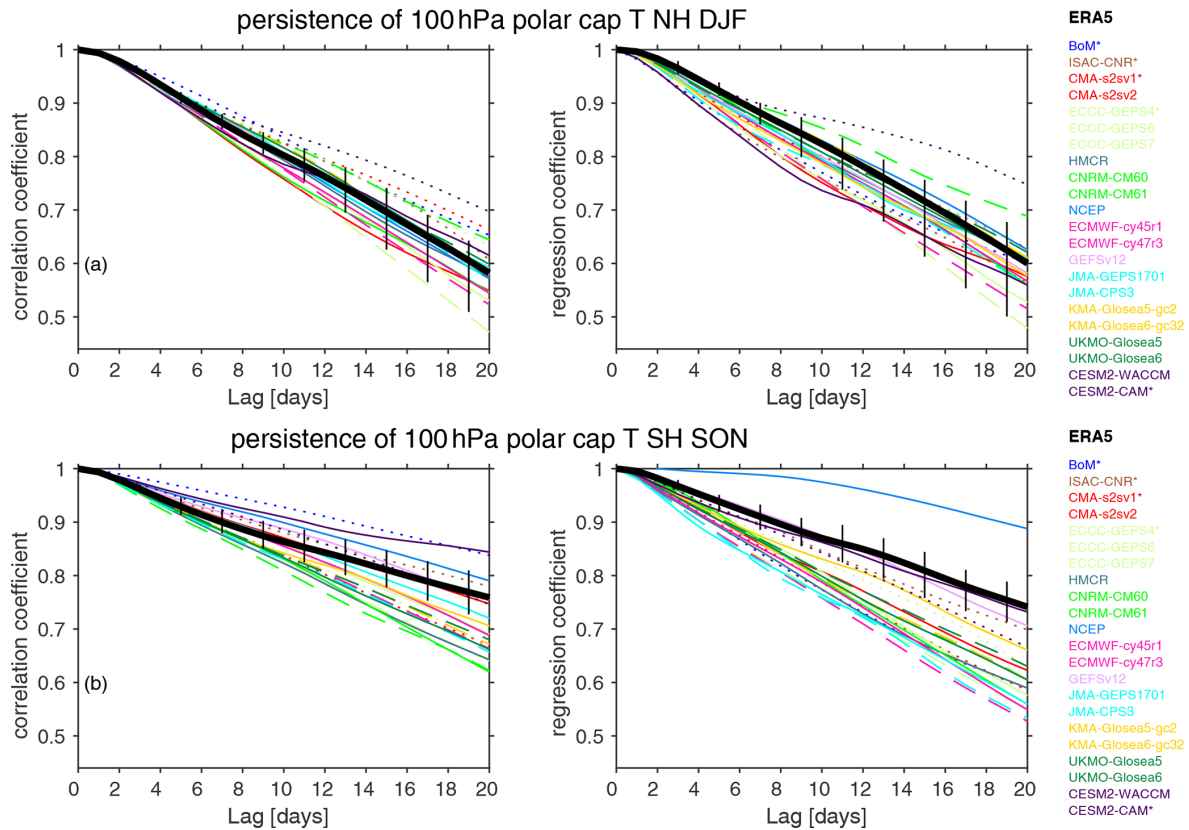 persistence of 100 hPa polar cap T NH DJF
ERA5
BoM*
ISAC-CNR*
CMA-s2sv1*
CMA-s2sv2
ECCC-GEPS4*
ECCC-GEPS6
ECCC-GEPS7
HMCR
CNRM-CM60
CNRM-CM61
NCEP
ECMWF-cy45r1
ECMWF-cy47r3
GEFSv12
JMA-GEPS1701
JMA-CPS3
KMA-Glosea5-gc2
KMA-Glosea6-gc32
UKMO-Glosea5
UKMO-Glosea6
CESM2-WACCM
CESM2-CAM*
correlation coefficient
1
0.9
0.8
0.7
0.6
0.5
(a)
0 2 4 6 8 10 12 14 16 18 20
Lag [days]
regression coefficient
1
0.9
0.8
0.7
0.6
0.5
0 2 4 6 8 10 12 14 16 18 20
Lag [days]
persistence of 100 hPa polar cap T SH SON
ERA5
BoM*
ISAC-CNR*
CMA-s2sv1*
CMA-s2sv2
ECCC-GEPS4*
ECCC-GEPS6
ECCC-GEPS7
HMCR
CNRM-CM60
CNRM-CM61
NCEP
ECMWF-cy45r1
ECMWF-cy47r3
GEFSv12
JMA-GEPS1701
JMA-CPS3
KMA-Glosea5-gc2
KMA-Glosea6-gc32
UKMO-Glosea5
UKMO-Glosea6
CESM2-WACCM
CESM2-CAM*
correlation coefficient
1
0.9
0.8
0.7
0.6
0.5
(b)
0 2 4 6 8 10 12 14 16 18 20
Lag [days]
regression coefficient
1
0.9
0.8
0.7
0.6
0.5
0 2 4 6 8 10 12 14 16 18 20
Lag [days]